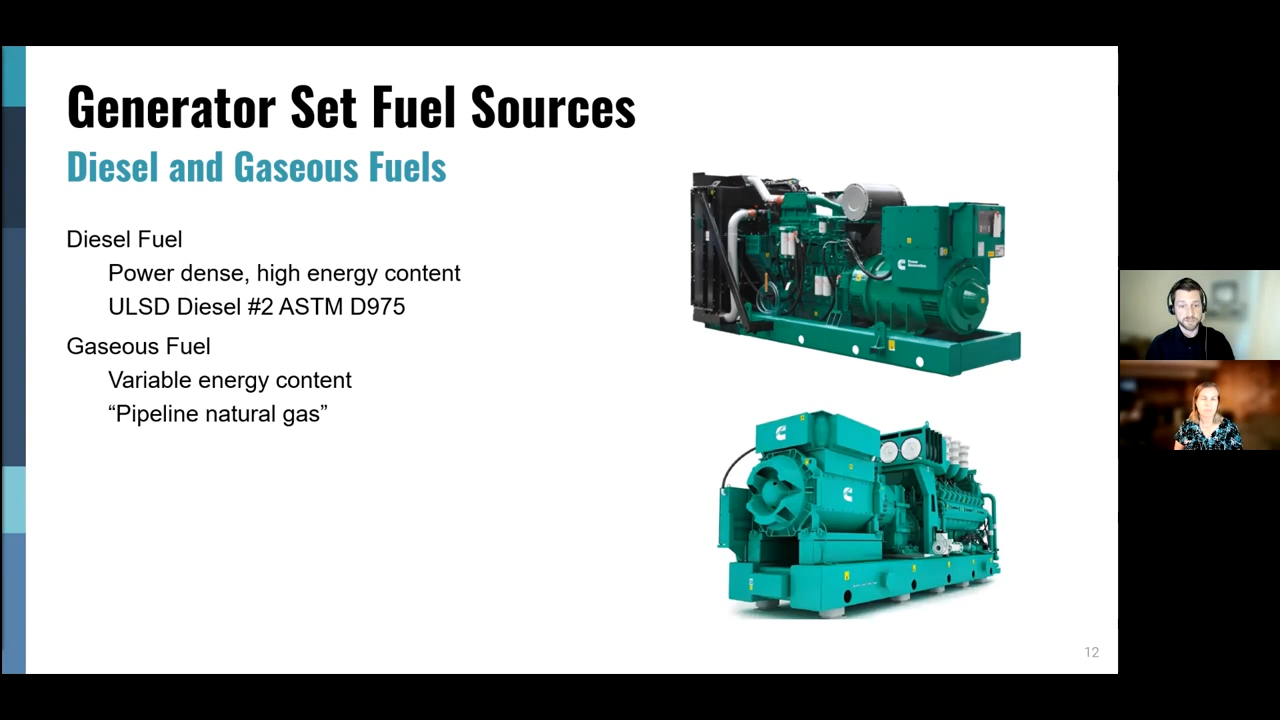 Generator Set Fuel Sources
Diesel and Gaseous Fuels
Diesel Fuel
Power dense, high energy content
ULSD Diesel #2 ASTM D975
Gaseous Fuel
Variable energy content
“Pipeline natural gas”
12